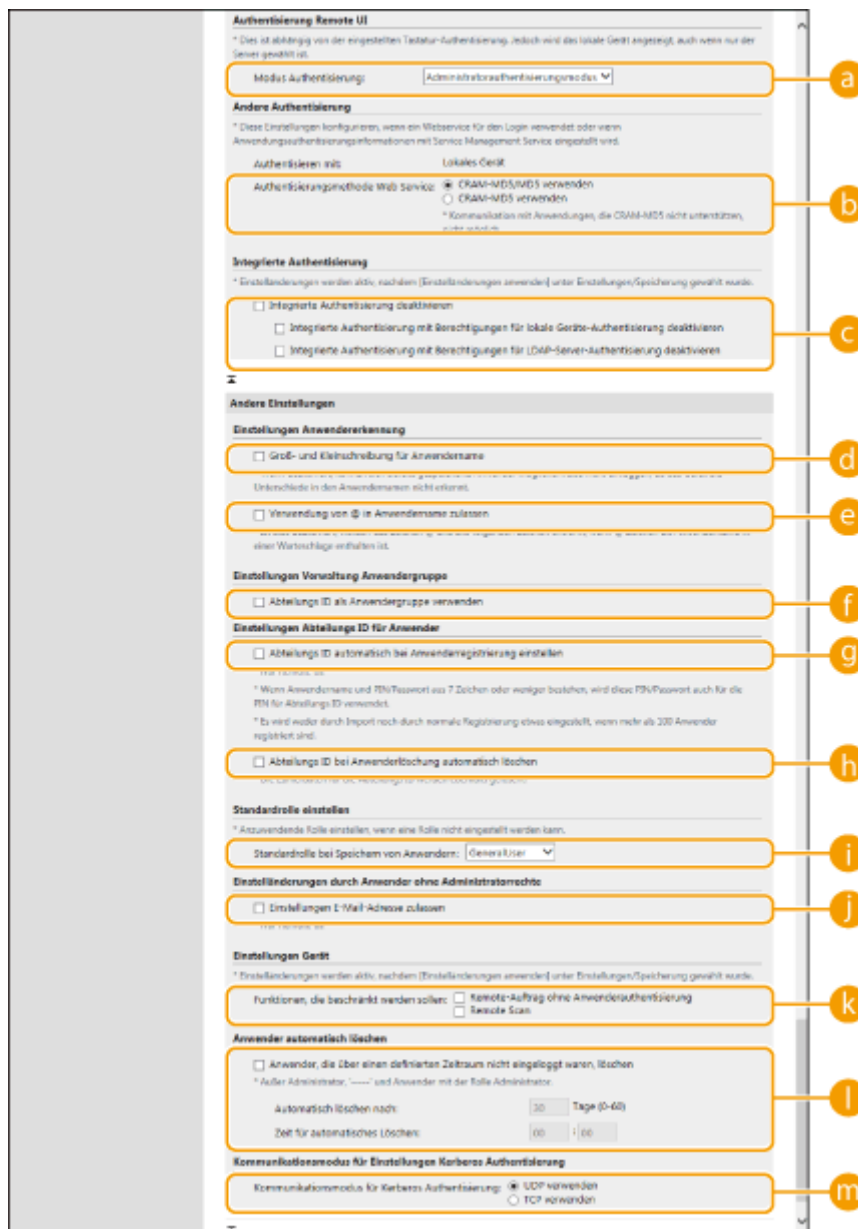 Authentisierung Remote UI
* Dies ist abhängig von der eingestellten Tastatur-Authentisierung. Jedoch wird das lokale Gerät angezeigt, auch wenn nur der
Server gewählt ist.
Modus Authentisierung: Administratorauthentisierungsmodus
a
Andere Authentisierung
* Diese Einstellungen konfigurieren, wenn ein Webservice für den Login verwendet oder wenn
Anwendungsauthentisierungsinformationen mit Service Management Service eingestellt wird.
Authentisieren mit: Lokales Gerät
Authentisierungsmethode Web Service: CRAM-MD5/MD5 verwenden
CRAM-MD5 verwenden
b
* Kommunikation mit Anwendungen, die CRAM-MD5 nicht unterstützen,
nicht möglich
Integrierte Authentisierung
* Einstelländerungen werden aktiv, nachdem [Einstelländerungen anwenden] unter Einstellungen/Speicherung gewählt wurde.
Integrierte Authentisierung deaktivieren
Integrierte Authentisierung mit Berechtigungen für lokale Geräte-Authentisierung deaktivieren
c
Integrierte Authentisierung mit Berechtigungen für LDAP-Server-Authentisierung deaktivieren
Andere Einstellungen
Einstellungen Anwendererkennung
Groß- und Kleinschreibung für Anwendername
d
Unterschiede in den Anwendernamen nicht erkennt.
Verwendung von @ in Anwendername zulassen
e
einer Warteschlage enthalten ist.
Einstellungen Verwaltung Anwendergruppe
Abteilungs ID als Anwendergruppe verwenden
f
Einstellungen Abteilungs ID für Anwender
Abteilungs ID automatisch bei Anwenderregistrierung einstellen
g
* Wenn Anwendername und PIN/Passwort aus 7 Zeichen oder weniger bestehen, wird diese PIN/Passwort auch für die
PIN für Abteilungs ID verwendet.
* Es wird weder durch Import noch durch normale Registrierung etwas eingestellt, wenn mehr als 300 Anwender
registriert sind.
Abteilungs ID bei Anwenderlöschung automatisch löschen
h
Standardrolle einstellen
* Anzuwendende Rolle einstellen, wenn eine Rolle nicht eingestellt werden kann.
Standardrolle bei Speichern von Anwendern: GeneralUser
i
Einstelländerungen durch Anwender ohne Administratorrechte
Einstellungen E-Mail-Adresse zulassen
j
Einstellungen Gerät
* Einstelländerungen werden aktiv, nachdem [Einstelländerungen anwenden] unter Einstellungen/Speicherung gewählt wurde.
Funktionen, die beschränkt werden sollen: Remote-Auftrag ohne Anwenderauthentisierung
Remote Scan
k
Anwender automatisch löschen
Anwender, die über einen definierten Zeitraum nicht eingeloggt waren, löschen
* Außer Administrator, '-----' und Anwender mit der Rolle Administrator.
Automatisch löschen nach: 30 Tage (0-60)
l
Zeit für automatisches Löschen: 00 : 00
Kommunikationsmodus für Einstellungen Kerberos Authentisierung
Kommunikationsmodus für Kerberos Authentisierung: UDP verwenden
TCP verwenden
m